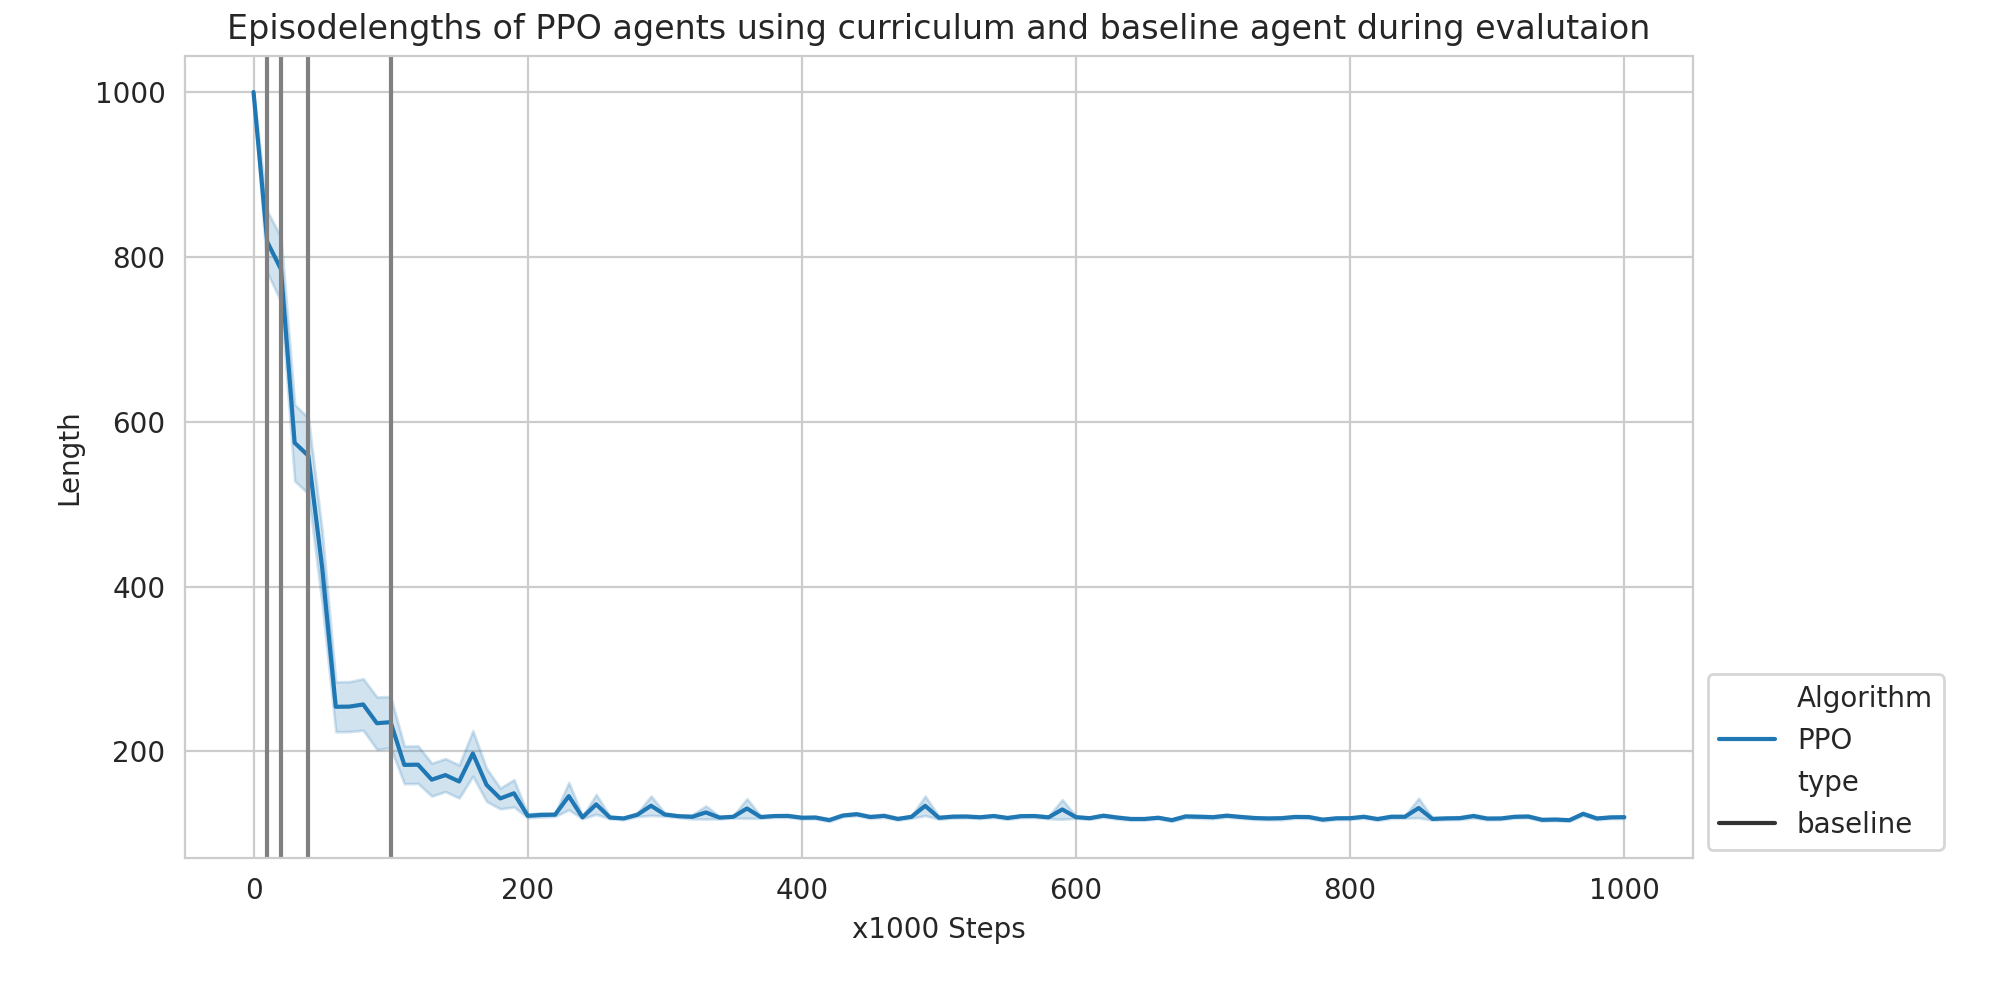 Episodelengths of PPO agents using curriculum and baseline agent during evalutaion
1000
800
600
400
200
Length
0 200 400 600 800 1000
x1000 Steps
Algorithm
PPO
type
baseline